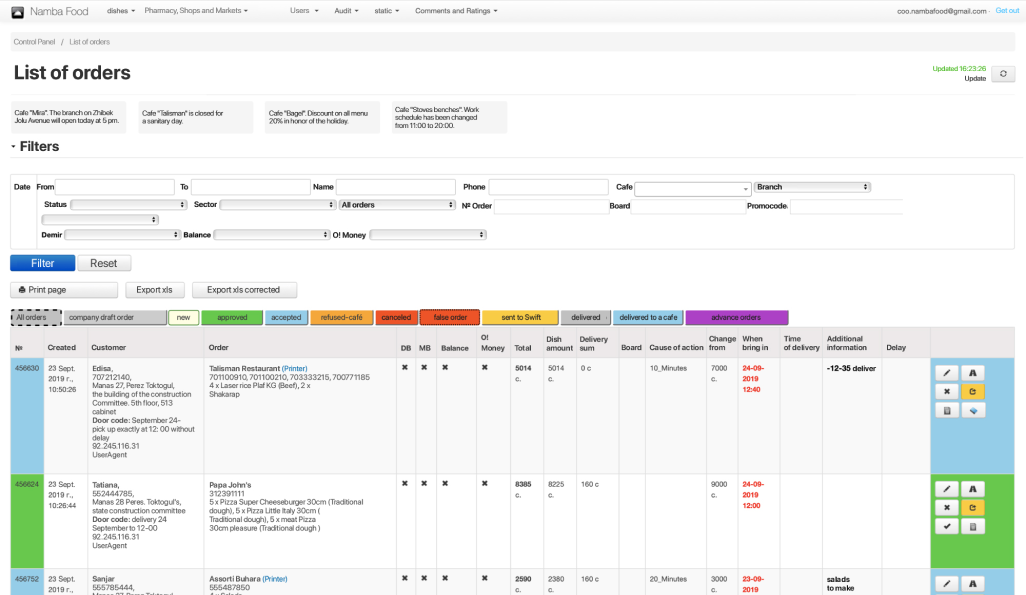 Namba Food dishes Pharmacy, Shops and Markets Users Audit static Comments and Ratings coo.nambafood@gmail.com Get out
Control Panel / List of orders
List of orders
Updated 16:23:26
Update
Cafe "Mira". The branch on Zhibek
Jolu Avenue will open today at 5 pm.
Cafe "Talisman" is closed for
a sanitary day.
Cafe "Bagel". Discount on all menu
20% in honor of the holiday.
Cafe "Stoves benches". Work
schedule has been changed
from 11:00 to 20:00.
Filters
Date From To Name Phone Cafe Branch
Status Sector All orders № Order Board Promocode
Demir Balance O! Money
Filter Reset
Print page Export xls Export xls corrected
All orders company draft order new approved accepted refused-café canceled false order sent to Swift delivered delivered to a cafe advance orders
№ Created Customer Order DB MB Balance O! Money Total Dish amount Delivery sum Board Cause of action Change from When bring in Time of delivery Additional information Delay
456630
23 Sept.
2019 г.,
10:50:26
Edisa,
707212140,
Manas 27, Perez Toktogul,
the building of the construction
Committee. 5th floor, 513
cabinet
Door code: September 24-
pick up exactly at 12: 00 without
delay
92.245.116.31
UserAgent
Talisman Restaurant (Printer)
701100910, 701100210, 703333215, 700771185
4 x Laser rice Plaf KG (Beef), 2 x
Shakarap
5014
c.
5014
c.
0 c
10_Minutes
7000
c.
24-09-
2019
12:40
-12-35 deliver
456624
23 Sept.
2019 г.,
10:26:44
Tatiana,
552444785,
Manas 28 Peres. Toktogul's,
state construction committee
Door code: delivery 24
September to 12-00
92.245.116.31
UserAgent
Papa John's
312391111
5 x Pizza Super Cheeseburger 30cm (Traditional
dough), 5 x Pizza Little Italy 30cm (
Traditional dough), 5 x meat Pizza
30cm pleasure (Traditional dough )
8385
c.
8225
c.
160 c
9000
c.
24-09-
2019
12:00
456752
23 Sept.
2019 г.,
Sanjar
555785444,
Assorti Buhara (Printer)
555487850
2590
c.
2380
c.
160 c
20_Minutes
3000
c.
23-09-
2019
salads
to make